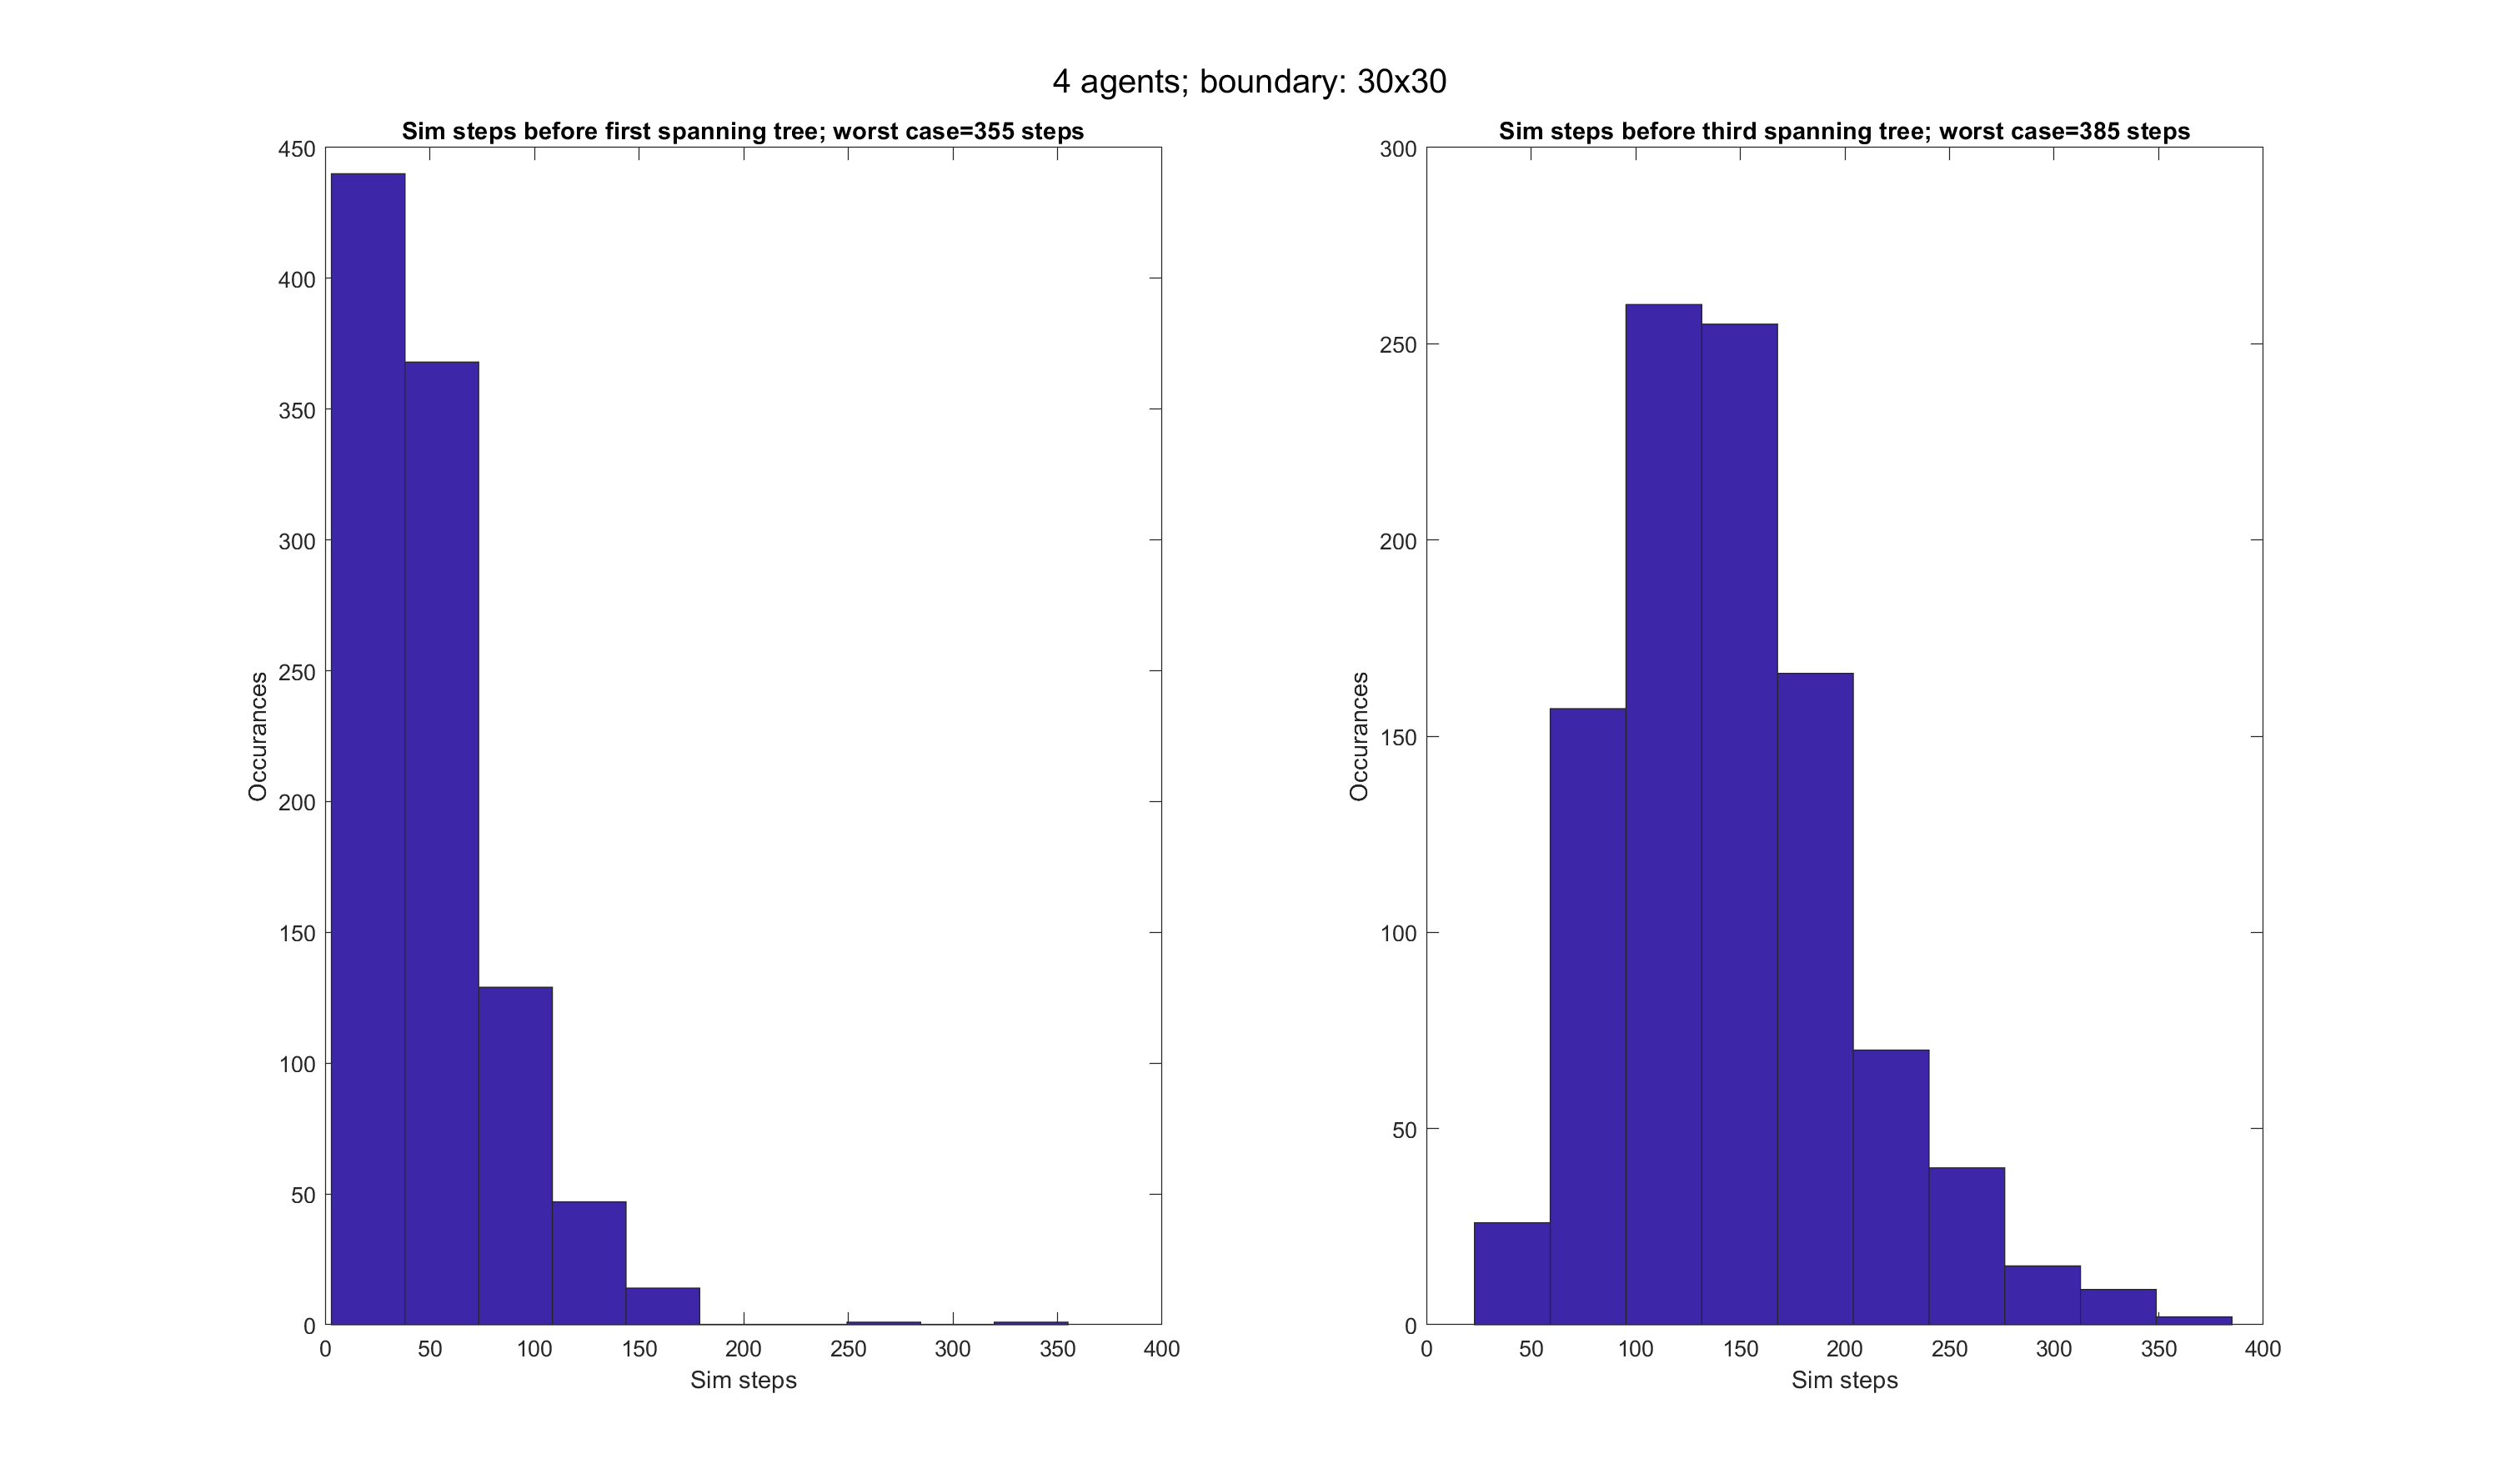 4 agents; boundary: 30x30
Sim steps before first spanning tree; worst case=355 steps
450
400
350
300
250
200
150
100
50
0
Occurances
0 50 100 150 200 250 300 350 400
Sim steps
Sim steps before third spanning tree; worst case=385 steps
300
250
200
150
100
50
0
Occurances
0 50 100 150 200 250 300 350 400
Sim steps